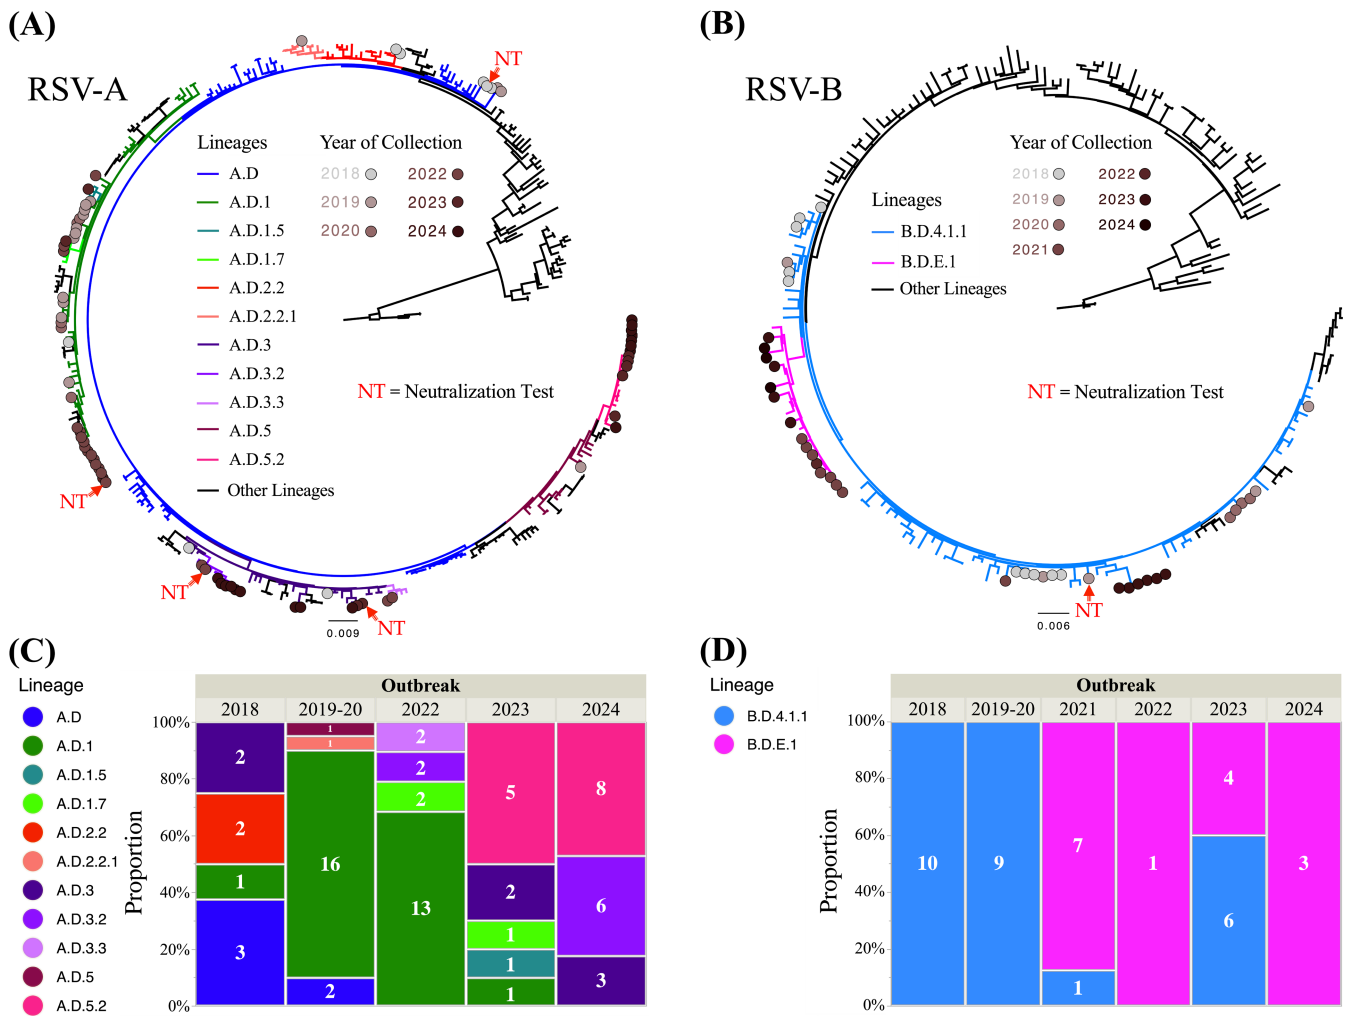 (A)
RSV-A
NT
Lineages
A.D
A.D.1
A.D.1.5
A.D.1.7
A.D.2.2
A.D.2.2.1
A.D.3
A.D.3.2
A.D.3.3
A.D.5
A.D.5.2
Other Lineages
Year of Collection
2018 2022
2019 2023
2020 2024
NT = Neutralization Test
NT
NT
NT
0.009
(B)
RSV-B
Lineages
B.D.4.1.1
B.D.E.1
Other Lineages
Year of Collection
2018 2022
2019 2023
2020 2024
2021
NT = Neutralization Test
NT
0.006
(C)
Lineage
A.D
A.D.1
A.D.1.5
A.D.1.7
A.D.2.2
A.D.2.2.1
A.D.3
A.D.3.2
A.D.3.3
A.D.5
A.D.5.2
Proportion
100%
80%
60%
40%
20%
0%
Outbreak
2018 2019-20 2022 2023 2024
2
2
1
3
1
1
16
2
2
2
2
13
5
2
1
1
1
8
6
3
(D)
Lineage
B.D.4.1.1
B.D.E.1
Proportion
100%
80%
60%
40%
20%
0%
Outbreak
2018 2019-20 2021 2022 2023 2024
10
9
7
1
1
4
6
3